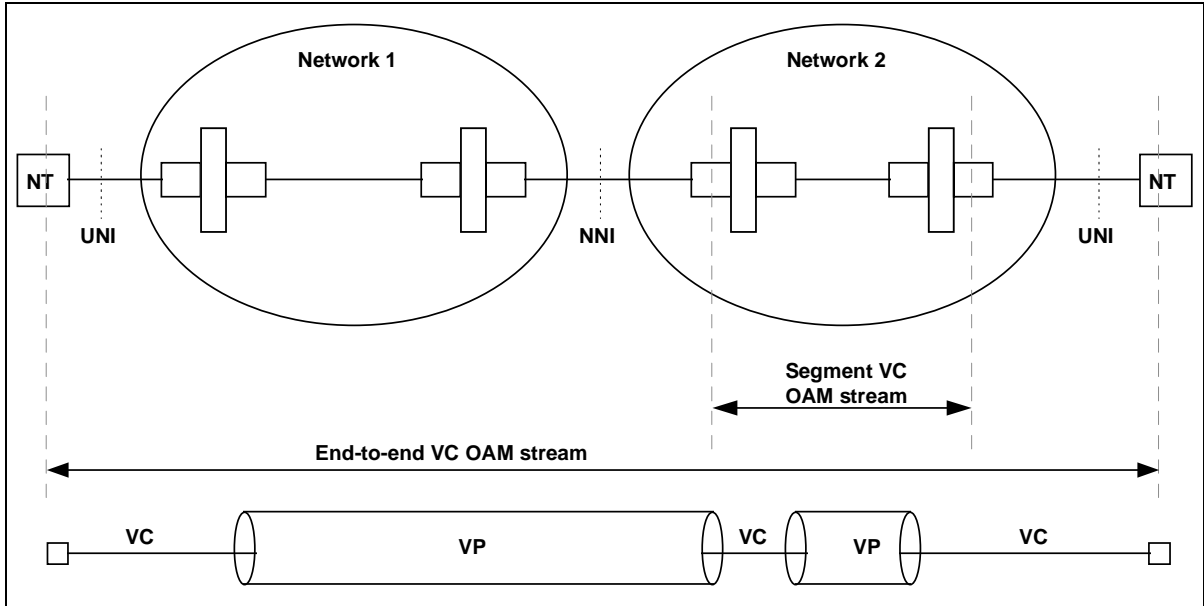 Network 1
Network 2
NT
NT
UNI
NNI
UNI
Segment VC
OAM stream
End-to-end VC OAM stream
VC
VP
VC
VP
VC